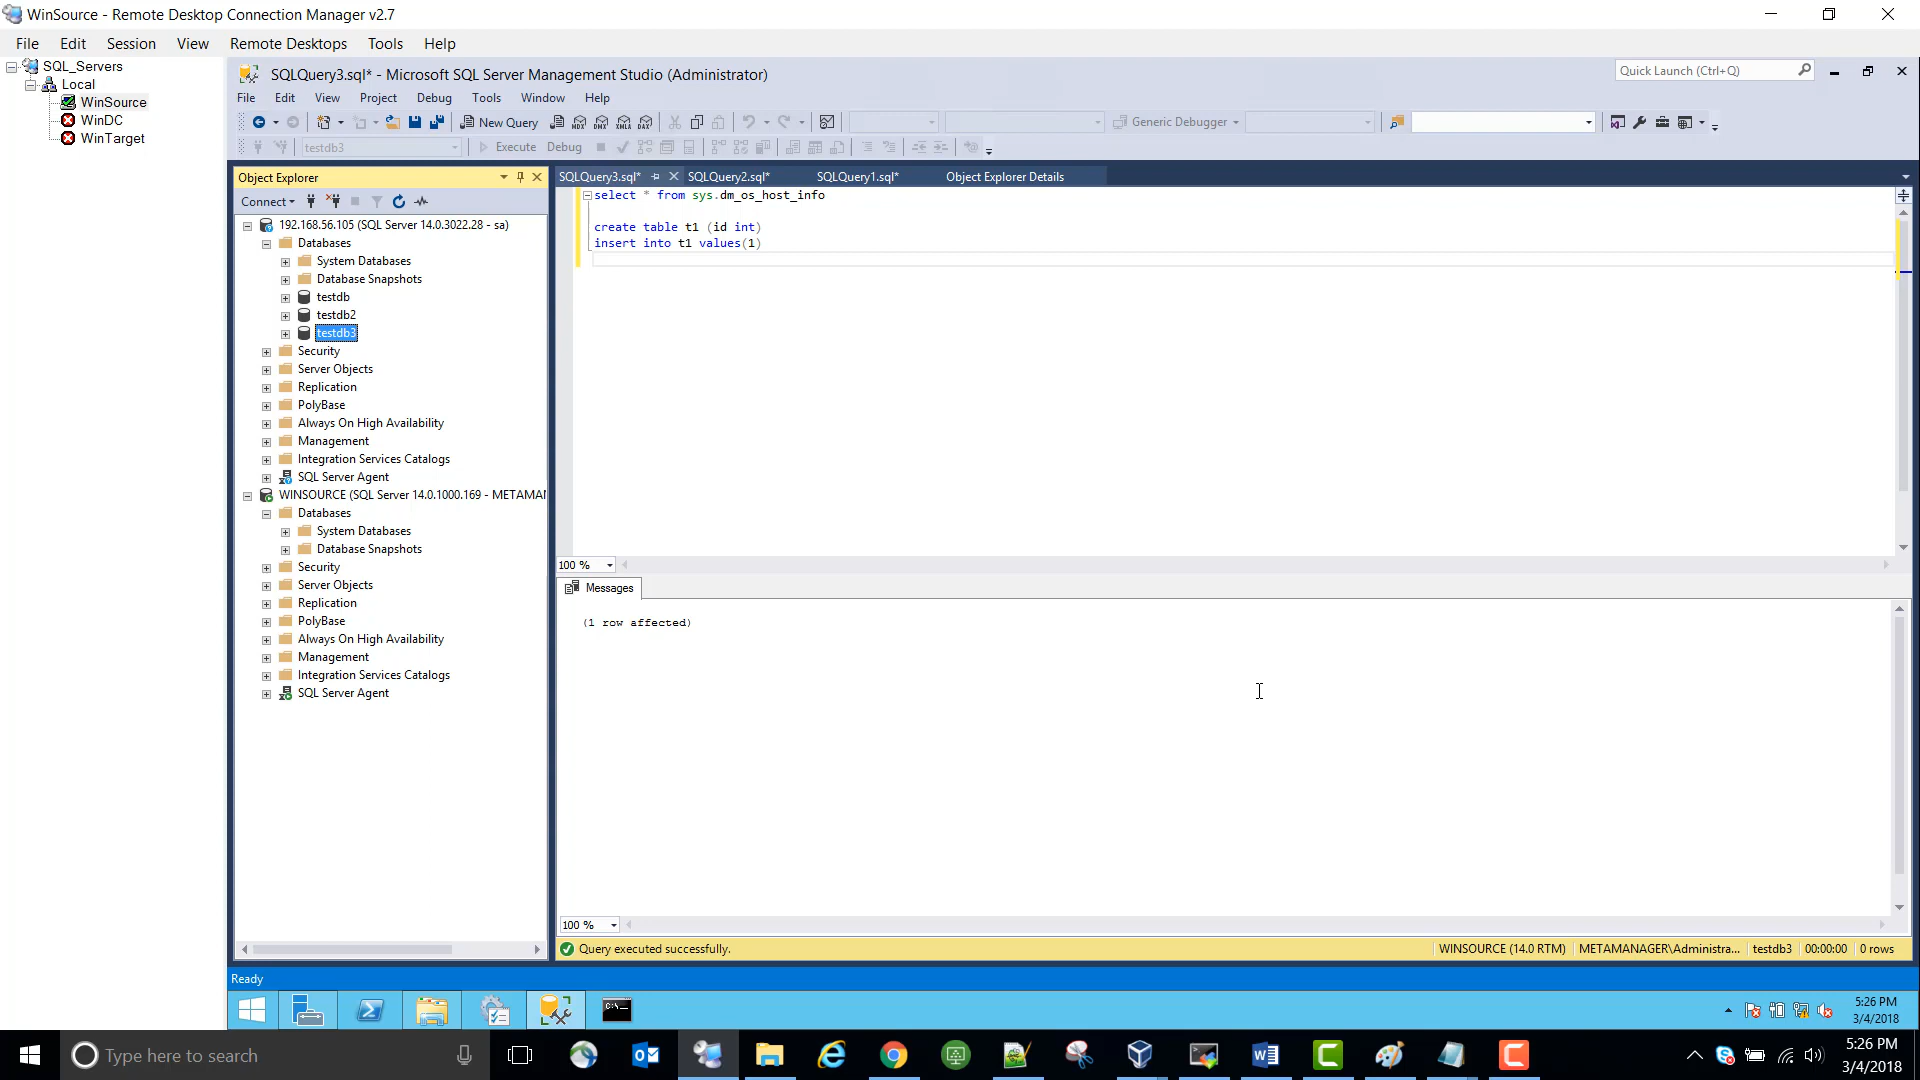 WinSource - Remote Desktop Connection Manager v2.7
File Edit Session View Remote Desktops Tools Help
SQL_Servers
Local
WinSource
WinDC
WinTarget
SQLQuery3.sql* - Microsoft SQL Server Management Studio (Administrator)
Quick Launch (Ctrl+Q)
File Edit View Project Debug Tools Window Help
New Query
MDX DMX XMLA DAX
Generic Debugger
testdb3
Execute Debug
Object Explorer
Connect
192.168.56.105 (SQL Server 14.0.3022.28 - sa)
Databases
System Databases
Database Snapshots
testdb
testdb2
testdb3
Security
Server Objects
Replication
PolyBase
Always On High Availability
Management
Integration Services Catalogs
SQL Server Agent
WINSOURCE (SQL Server 14.0.1000.169 - METAMAN
Databases
System Databases
Database Snapshots
Security
Server Objects
Replication
PolyBase
Always On High Availability
Management
Integration Services Catalogs
SQL Server Agent
SQLQuery3.sql* SQLQuery2.sql* SQLQuery1.sql* Object Explorer Details
select * from sys.dm_os_host_info
create table t1 (id int)
insert into t1 values(1)
100 %
Messages
(1 row affected)
100 %
Query executed successfully.
WINSOURCE (14.0 RTM) METAMANAGER\Administra... testdb3 00:00:00 0 rows
Ready
C:\_
5:26 PM
3/4/2018
Type here to search
5:26 PM
3/4/2018